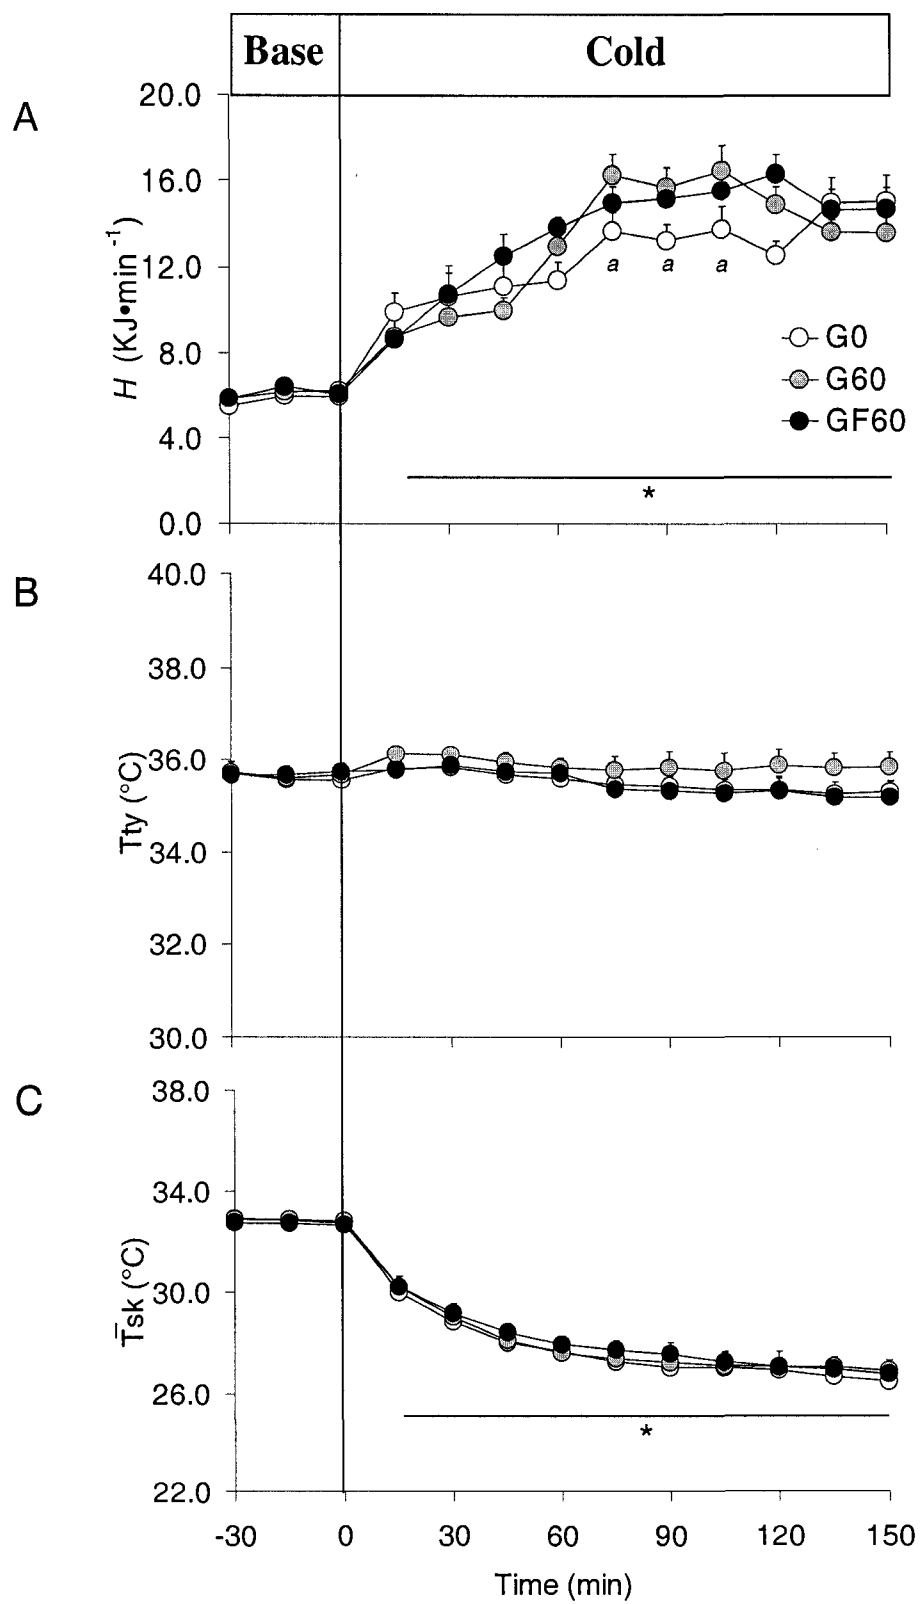 Base Cold
A
20.0
16.0
12.0
8.0
4.0
0.0
H (KJ•min⁻¹)
a a a
G0
G60
GF60
*
B
40.0
38.0
36.0
34.0
32.0
30.0
Tty (°C)
C
38.0
34.0
30.0
26.0
22.0
T̄sk (°C)
*
-30 0 30 60 90 120 150
Time (min)